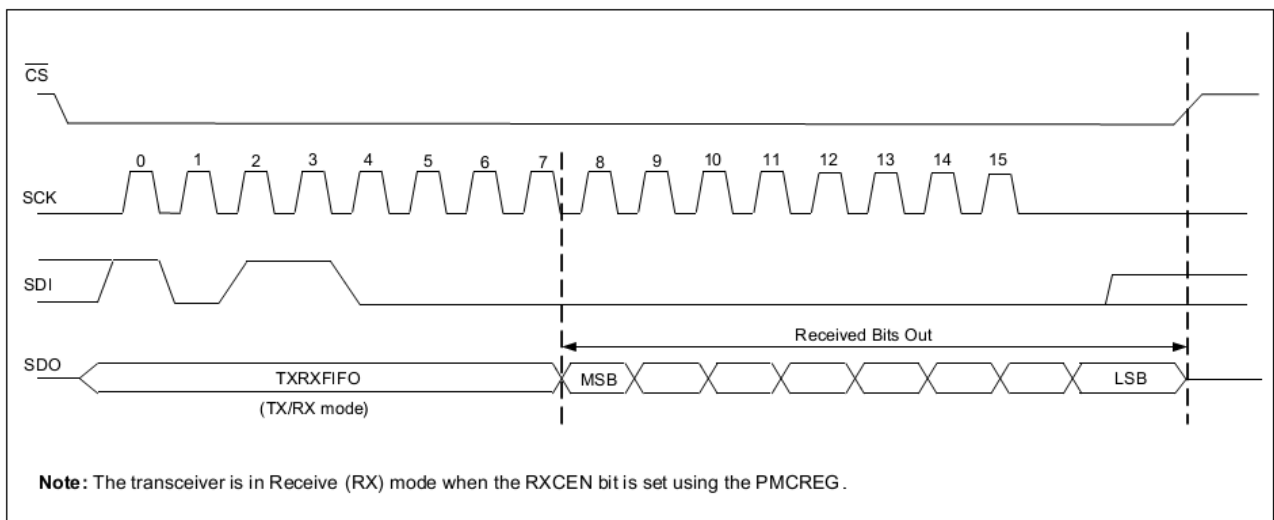 CS
0 1 2 3 4 5 6 7 8 9 10 11 12 13 14 15
SCK
SDI
Received Bits Out
SDO
TXRXFIFO MSB LSB
(TX/RX mode)
Note: The transceiver is in Receive (RX) mode when the RXCEN bit is set using the PMCREG.